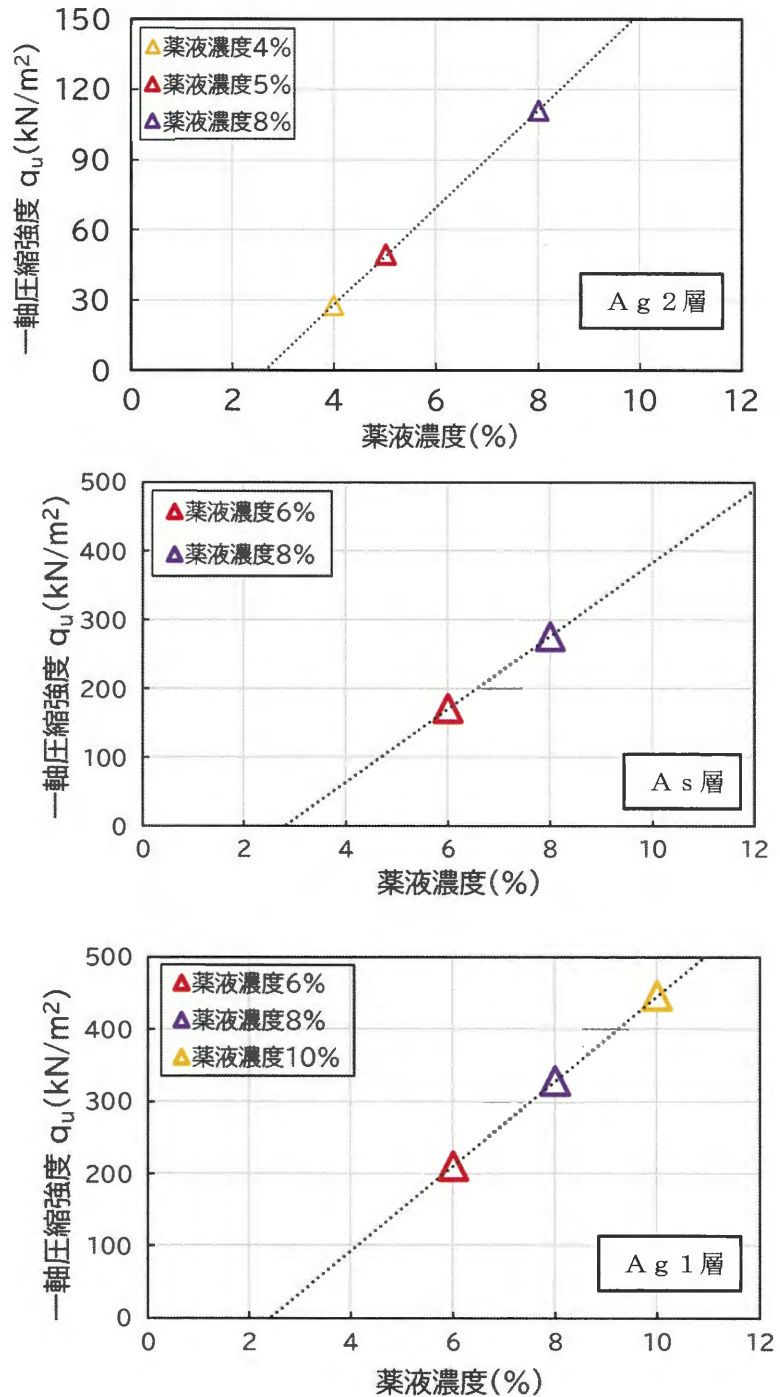 一軸圧縮強度 qu(kN/m2)
150
120
90
60
30
0
△薬液濃度4%
△薬液濃度5%
△薬液濃度8%
Ag2層
0 2 4 6 8 10 12
薬液濃度(%)
一軸圧縮強度 qu(kN/m2)
500
400
300
200
100
0
△薬液濃度6%
△薬液濃度8%
As層
0 2 4 6 8 10 12
薬液濃度(%)
一軸圧縮強度 qu(kN/m2)
500
400
300
200
100
0
△薬液濃度6%
△薬液濃度8%
△薬液濃度10%
Ag1層
0 2 4 6 8 10 12
薬液濃度(%)